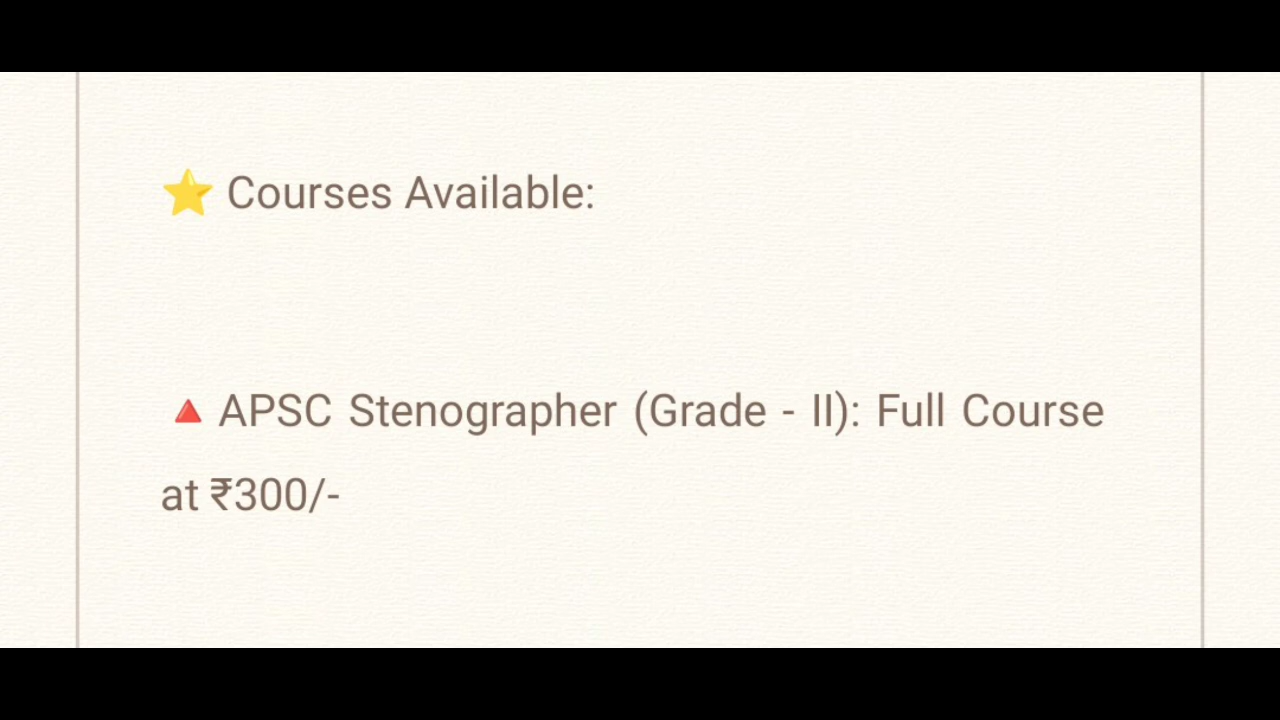 ⭐ Courses Available:
🔺APSC Stenographer (Grade - II): Full Course
at ₹300/-